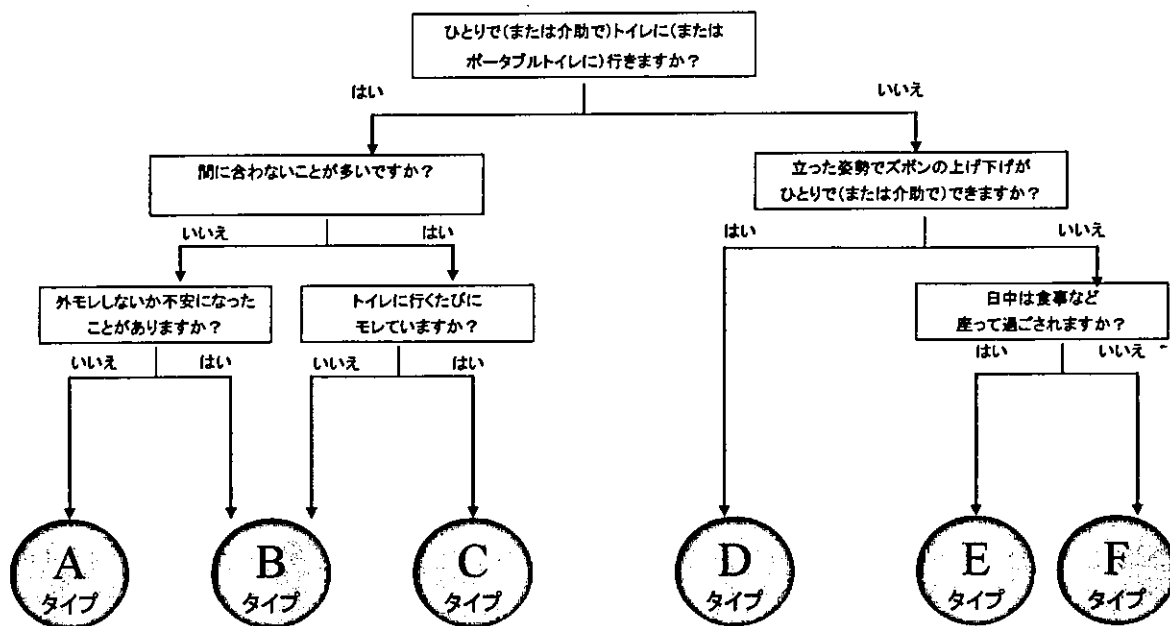 ひとりで(または介助で)トイレに(または
ポータブルトイレに)行きますか?
はい
いいえ
間に合わないことが多いですか?
立った姿勢でズボンの上げ下げが
ひとりで(または介助で)できますか?
いいえ
はい
はい
いいえ
外モレしないか不安になった
ことがありますか?
トイレに行くたびに
モレていますか?
日中は食事など
座って過ごされますか?
いいえ
はい
いいえ
はい
はい
いいえ
A
タイプ
B
タイプ
C
タイプ
D
タイプ
E
タイプ
F
タイプ